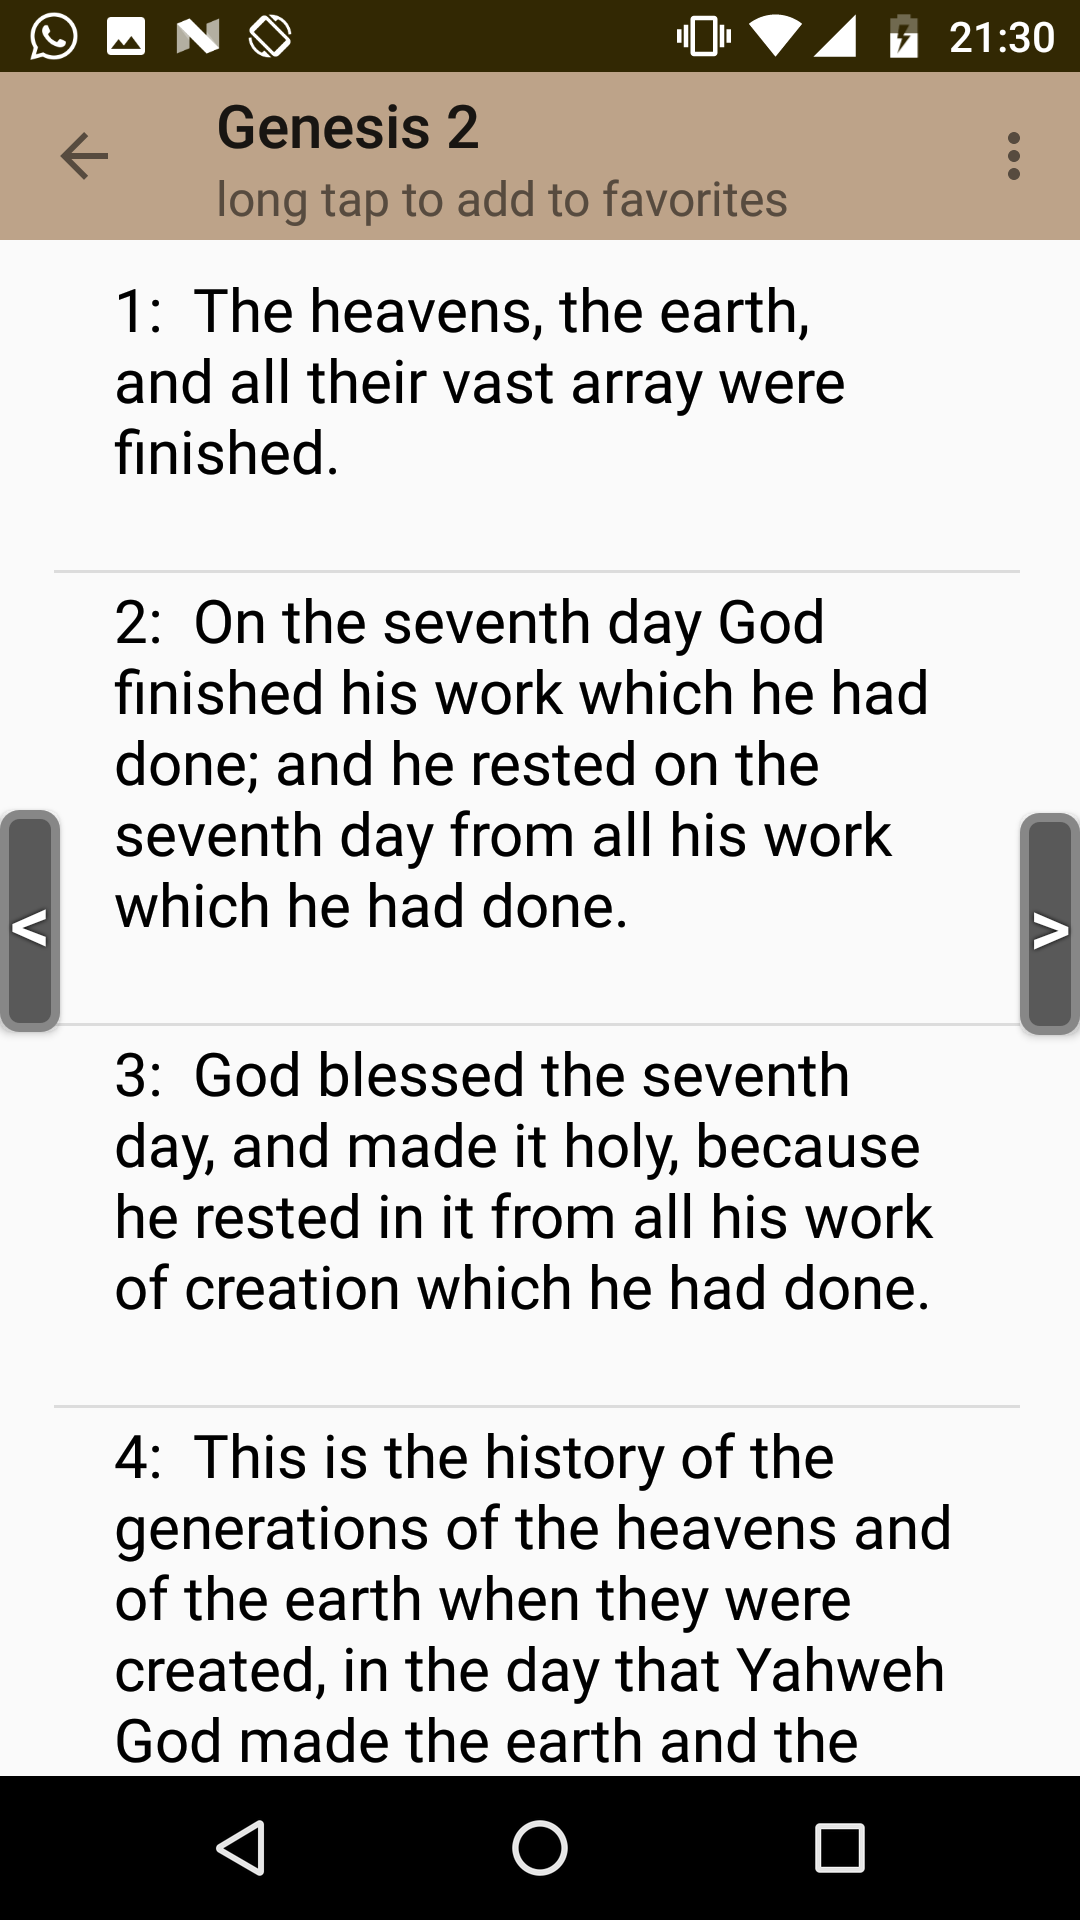 21:30
Genesis 2
long tap to add to favorites
1:  The heavens, the earth,
and all their vast array were
finished.
2:  On the seventh day God
finished his work which he had
done; and he rested on the
seventh day from all his work
which he had done.
<
>
3:  God blessed the seventh
day, and made it holy, because
he rested in it from all his work
of creation which he had done.
4:  This is the history of the
generations of the heavens and
of the earth when they were
created, in the day that Yahweh
God made the earth and the